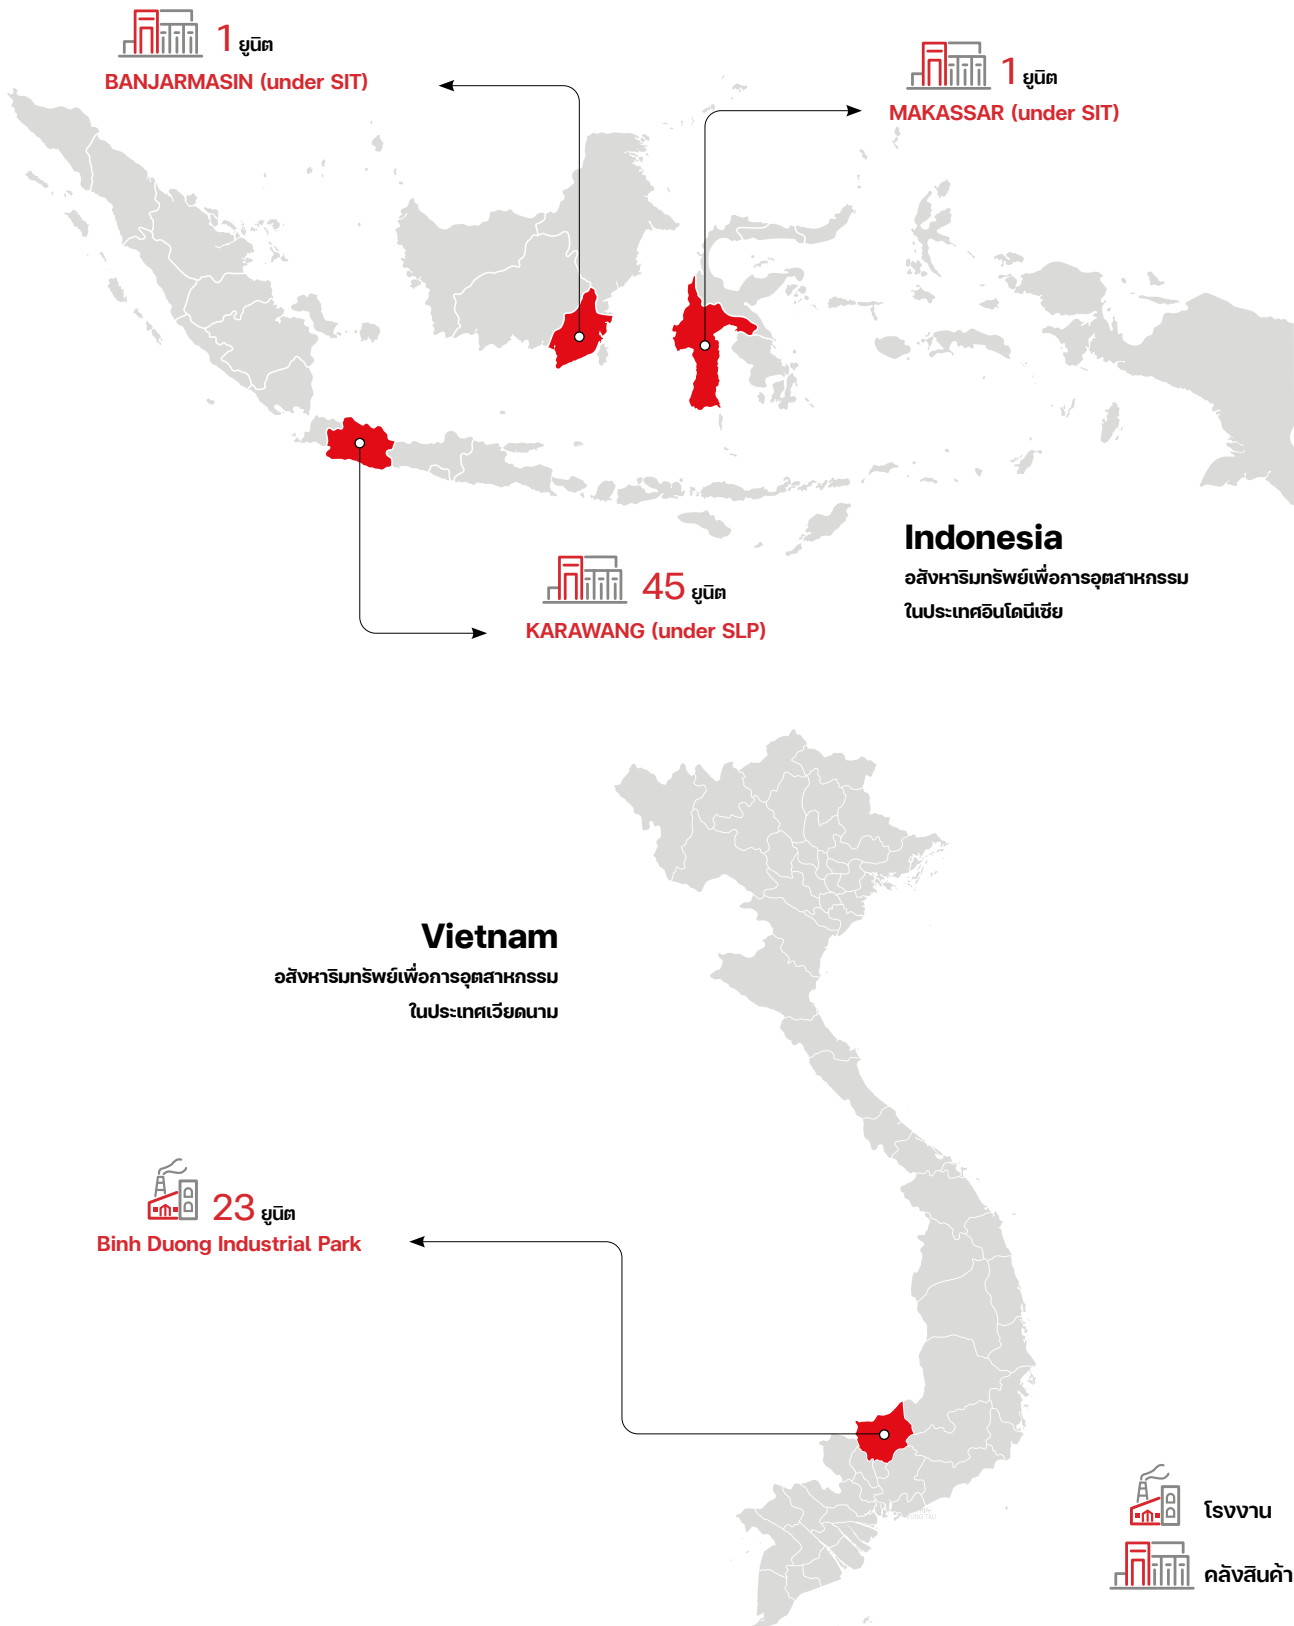 1 ยูนิต
BANJARMASIN (under SIT)
1 ยูนิต
MAKASSAR (under SIT)
Indonesia
อสังหาริมทรัพย์เพื่อการอุตสาหกรรม
ในประเทศอินโดนีเซีย
45 ยูนิต
KARAWANG (under SLP)
Vietnam
อสังหาริมทรัพย์เพื่อการอุตสาหกรรม
ในประเทศเวียดนาม
23 ยูนิต
Binh Duong Industrial Park
โรงงาน
คลังสินค้า